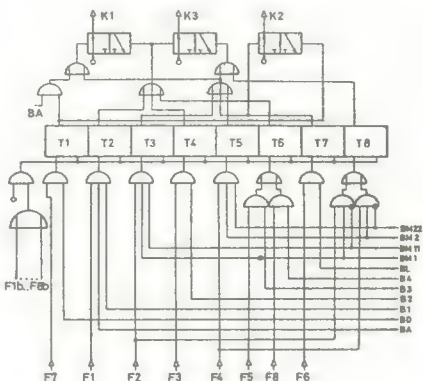 K1 K3 K2
BA
T1 T2 T3 T4 T5 T6 T7 T8
BM22
BM2
BM11
BM1
BL
B4
B3
B2
B1
B0
BA
F1b...F8b
F7 F1 F2 F3 F4 F5 F8 F6